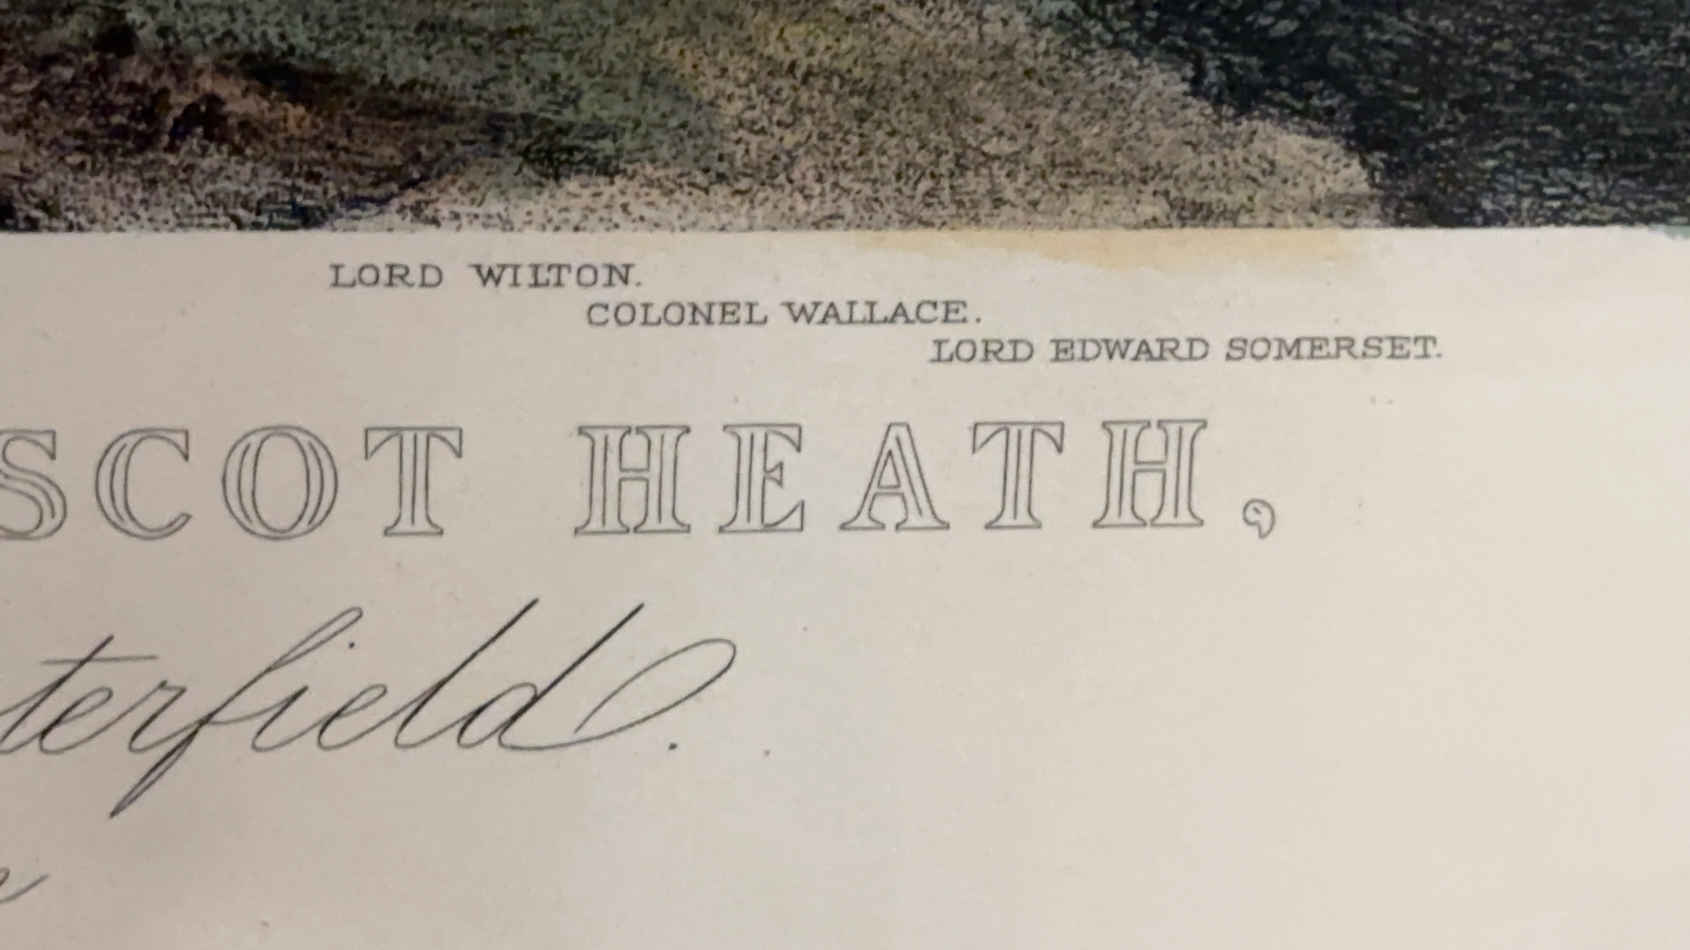 LORD WILTON.
COLONEL WALLACE.
LORD EDWARD SOMERSET.
SCOT HEATH,
terfield.